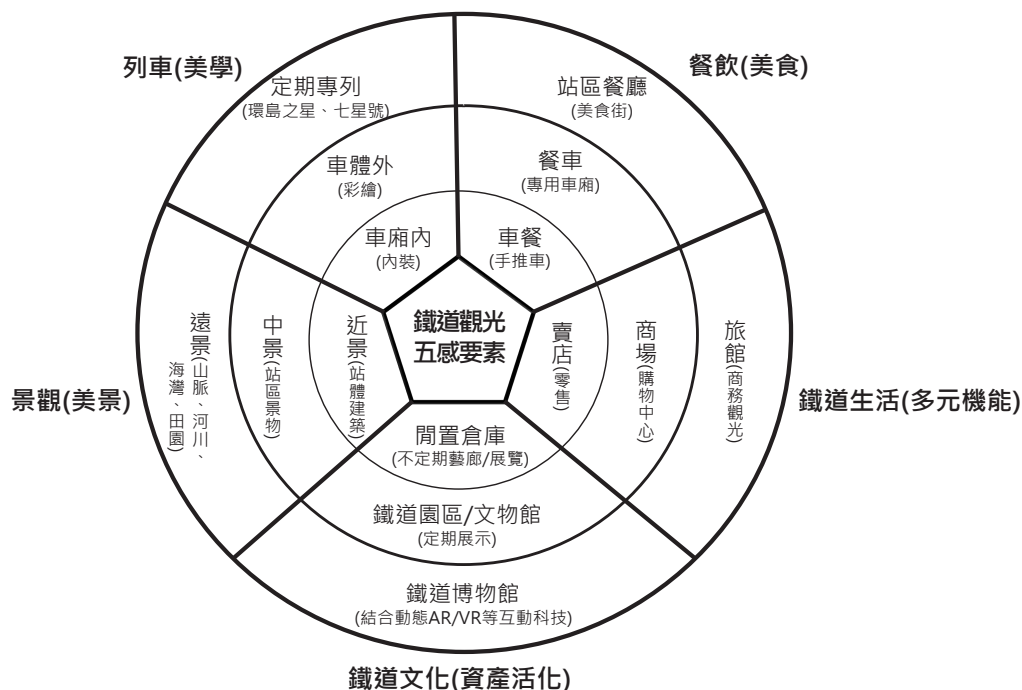 列車(美學)
餐飲(美食)
定期專列
(環島之星、七星號)
站區餐廳
(美食街)
車體外
(彩繪)
餐車
(專用車廂)
車廂內
(內裝)
車餐
(手推車)
鐵道觀光
五感要素
遠景(山脈、河川、
海灣、田園)
中景(站區景物)
近景(站體建築)
賣店(零售)
商場(購物中心)
旅館(商務觀光)
景觀(美景)
鐵道生活(多元機能)
閒置倉庫
(不定期藝廊/展覽)
鐵道園區/文物館
(定期展示)
鐵道博物館
(結合動態AR/VR等互動科技)
鐵道文化(資產活化)